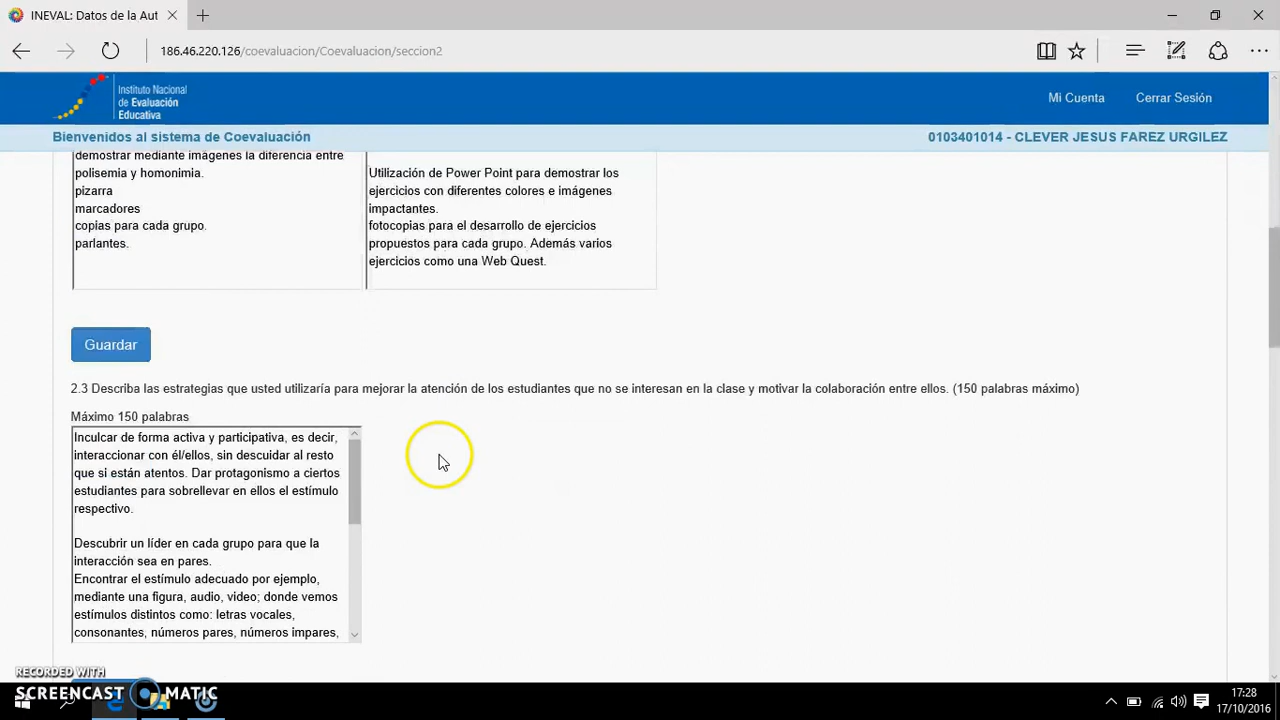 INEVAL: Datos de la Aut
186.46.220.126/coevaluacion/Coevaluacion/seccion2
Instituto Nacional
de Evaluación
Educativa
Mi Cuenta
Cerrar Sesión
Bienvenidos al sistema de Coevaluación
0103401014 - CLEVER JESUS FAREZ URGILEZ
demostrar mediante imágenes la diferencia entre
polisemia y homonimia.
pizarra
marcadores
copias para cada grupo.
parlantes.
Utilización de Power Point para demostrar los
ejercicios con diferentes colores e imágenes
impactantes.
fotocopias para el desarrollo de ejercicios
propuestos para cada grupo. Además varios
ejercicios como una Web Quest.
Guardar
2.3 Describa las estrategias que usted utilizaría para mejorar la atención de los estudiantes que no se interesan en la clase y motivar la colaboración entre ellos. (150 palabras máximo)
Máximo 150 palabras
Inculcar de forma activa y participativa, es decir,
interaccionar con él/ellos, sin descuidar al resto
que si están atentos. Dar protagonismo a ciertos
estudiantes para sobrellevar en ellos el estímulo
respectivo.
Descubrir un líder en cada grupo para que la
interacción sea en pares.
Encontrar el estímulo adecuado por ejemplo,
mediante una figura, audio, video; donde vemos
estímulos distintos como: letras vocales,
consonantes, números pares, números impares,
RECORDED WITH
SCREENCAST MATIC
17:28
17/10/2016